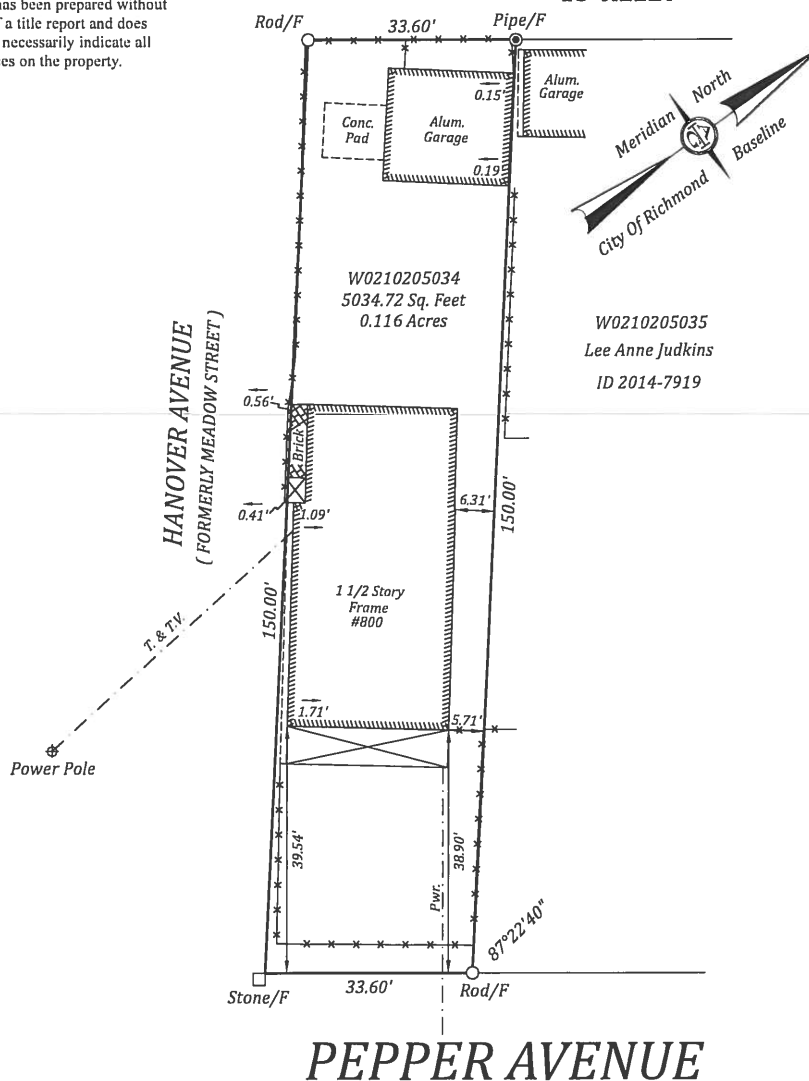 has been prepared without
f a title report and does
necessarily indicate all
es on the property.
Rod/F
33.60'
Pipe/F
0.15'
Alum.
Garage
Conc.
Pad
Alum.
Garage
0.19'
Meridian
North
City Of Richmond
Baseline
W0210205034
5034.72 Sq. Feet
0.116 Acres
W0210205035
Lee Anne Judkins
ID 2014-7919
HANOVER AVENUE
( FORMERLY MEADOW STREET )
0.56'
Brick
0.41'
1.09'
6.31'
150.00'
150.00'
1 1/2 Story
Frame
#800
T. & T.V.
1.71'
5.71'
Power Pole
39.54'
38.90'
Pwr.
87°22'40"
Stone/F
33.60'
Rod/F
PEPPER AVENUE